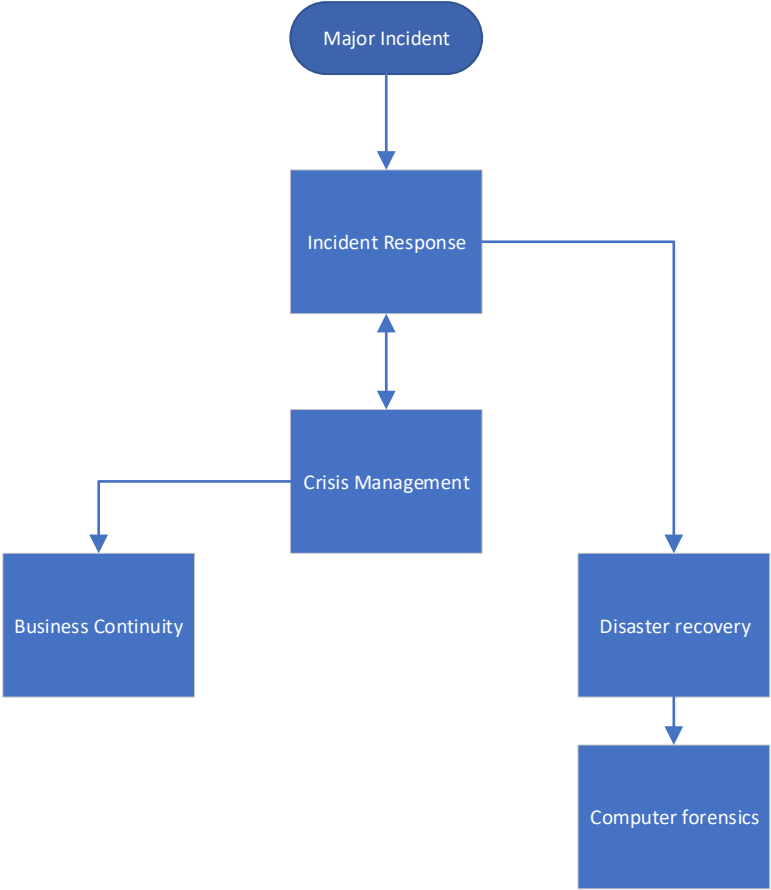 Major Incident
Incident Response
Crisis Management
Business Continuity
Disaster recovery
Computer forensics